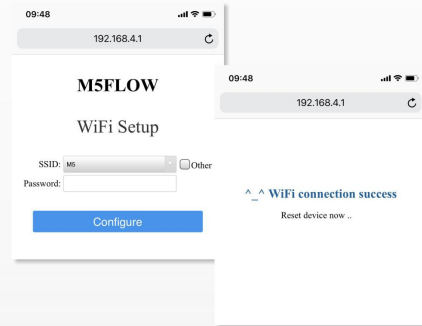 09:48
192.168.4.1
M5FLOW
WiFi Setup
SSID: M5 Other
Password:
Configure
09:48
192.168.4.1
^_^ WiFi connection success
Reset device now ..